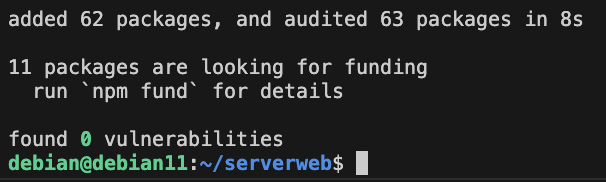 added 62 packages, and audited 63 packages in 8s
11 packages are looking for funding
  run `npm fund` for details
found 0 vulnerabilities
debian@debian11:~/serverweb$